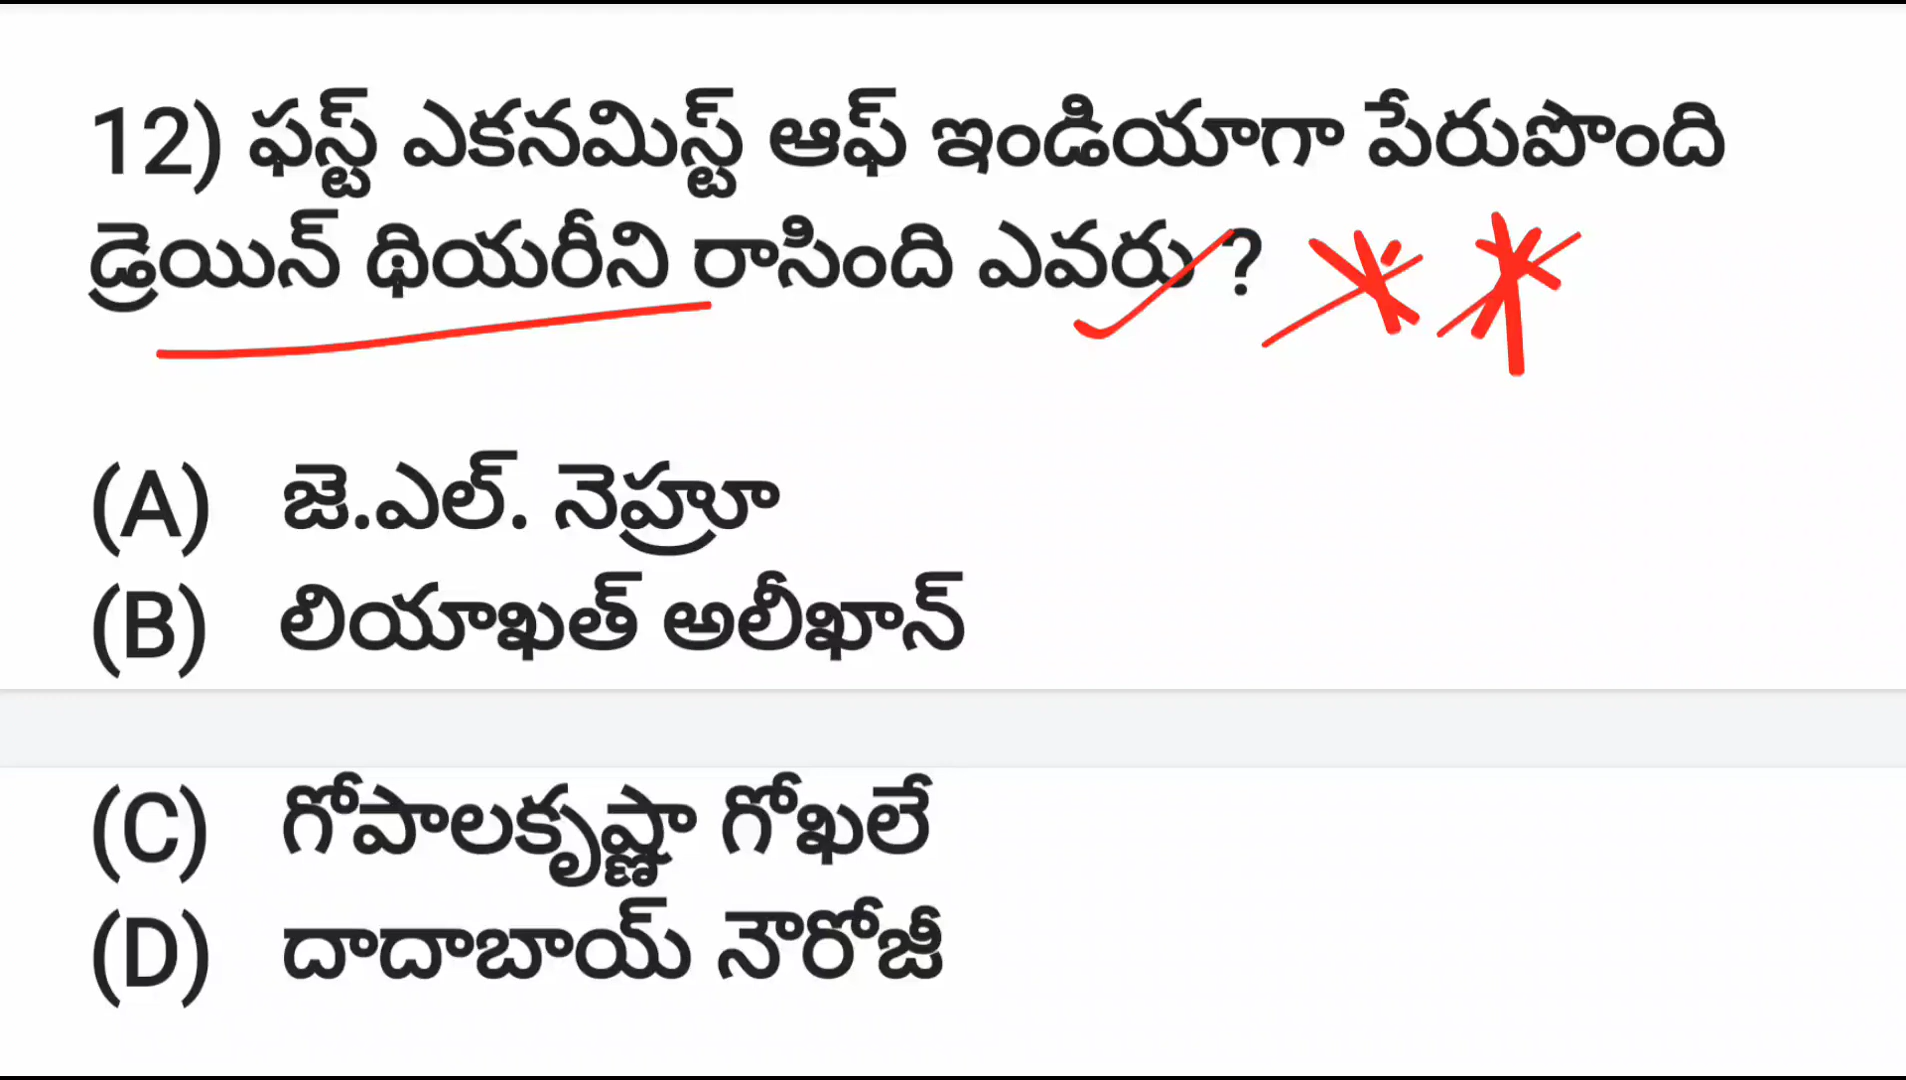 12) ఫస్ట్ ఎకనమిస్ట్ ఆఫ్ ఇండియాగా పేరుపొంది
డ్రెయిన్ థియరీని రాసింది ఎవరు ?
(A) జె.ఎల్. నెహ్రూ
(B) లియాఖత్ అలీఖాన్
(C) గోపాలకృష్ణా గోఖలే
(D) దాదాబాయ్ నౌరోజీ